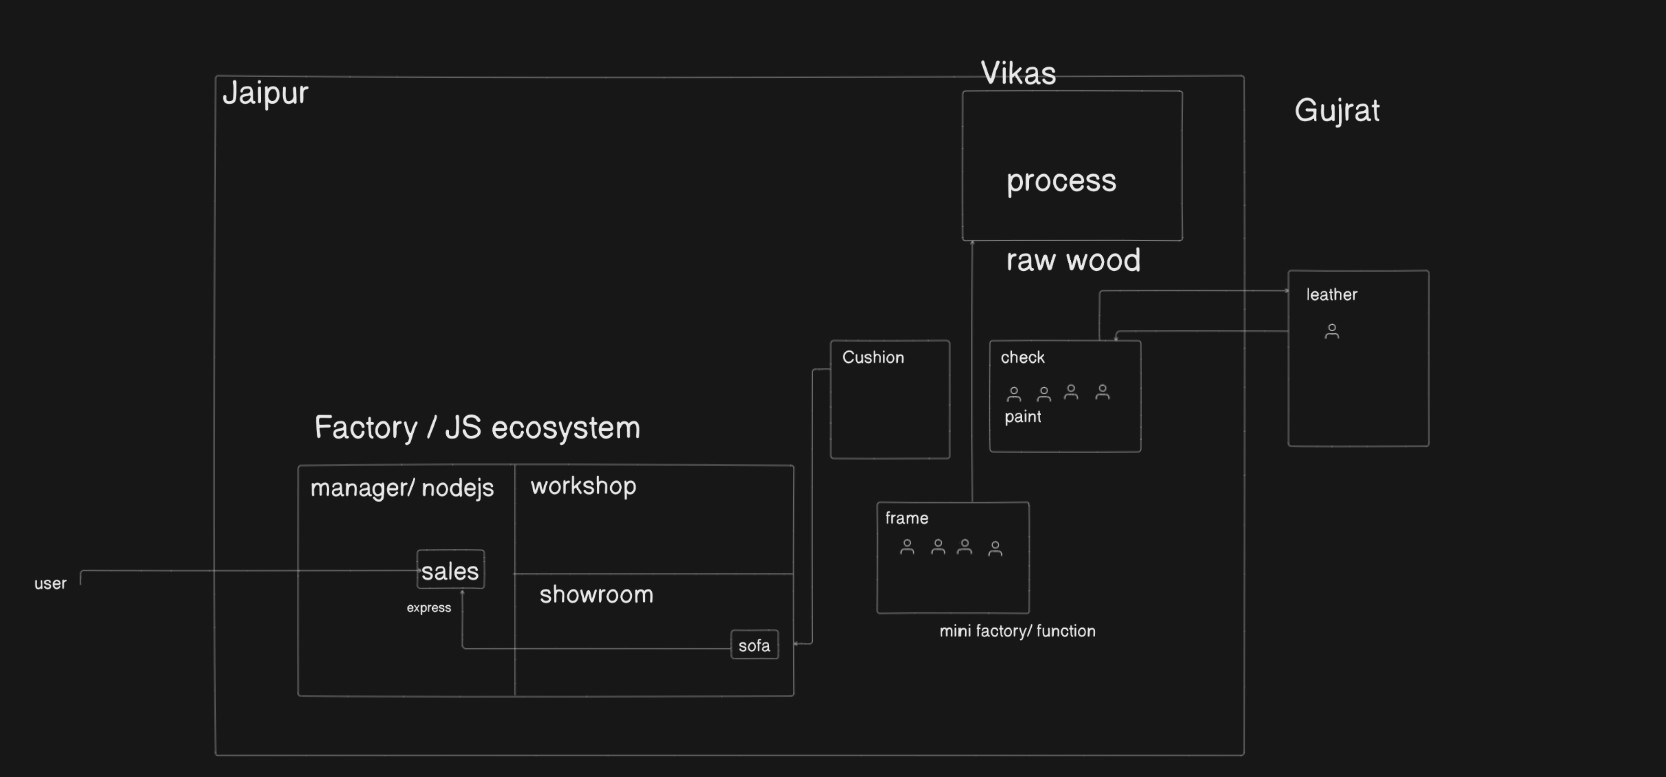 Jaipur
Vikas
Gujrat
process
raw wood
leather
Cushion
check
paint
Factory / JS ecosystem
manager/ nodejs
workshop
frame
sales
user
express
showroom
mini factory/ function
sofa